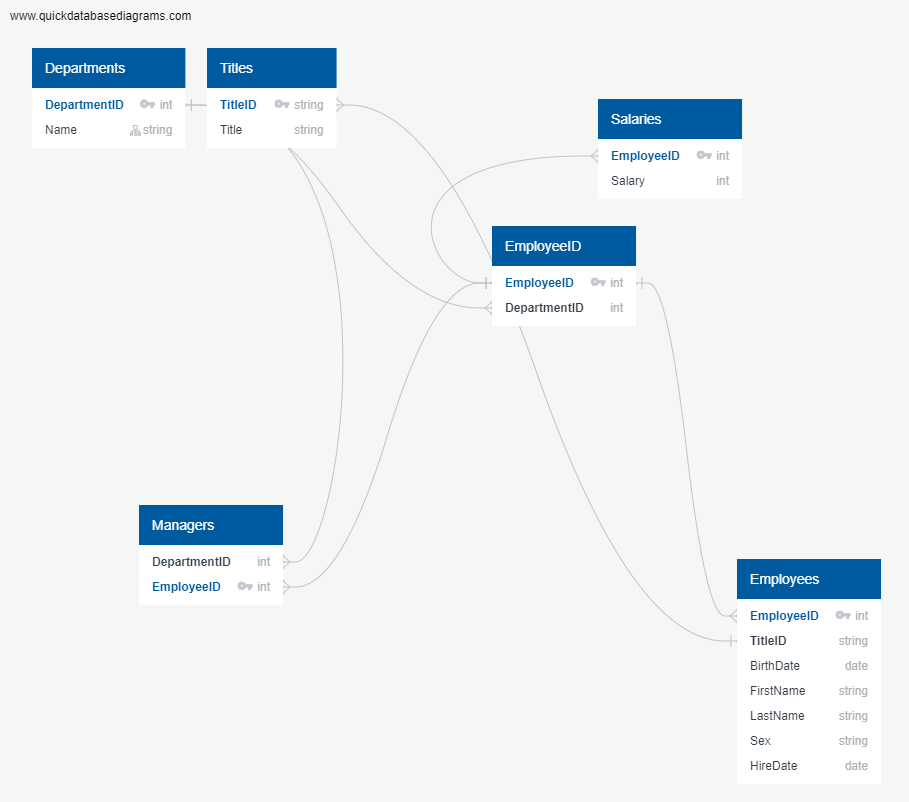 www.quickdatabasediagrams.com
Departments
DepartmentID int
Name string
Titles
TitleID string
Title string
Salaries
EmployeeID int
Salary int
EmployeeID
EmployeeID int
DepartmentID int
Managers
DepartmentID int
EmployeeID int
Employees
EmployeeID int
TitleID string
BirthDate date
FirstName string
LastName string
Sex string
HireDate date